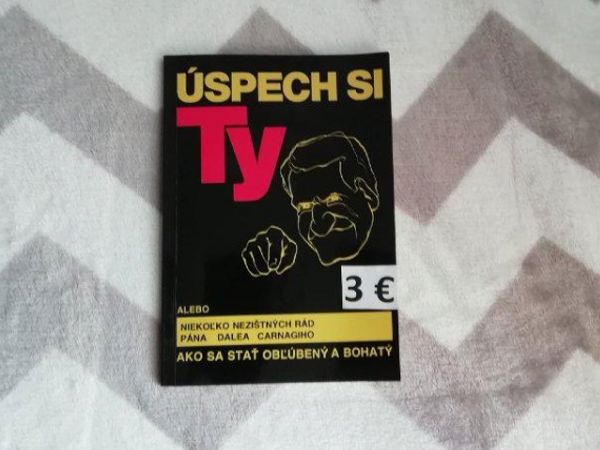 ÚSPECH SI
Ty
3 €
ALEBO
NIEKOĽKO NEZIŠTNÝCH RÁD
PÁNA DALEA CARNAGIHO
AKO SA STAŤ OBĽÚBENÝ A BOHATÝ